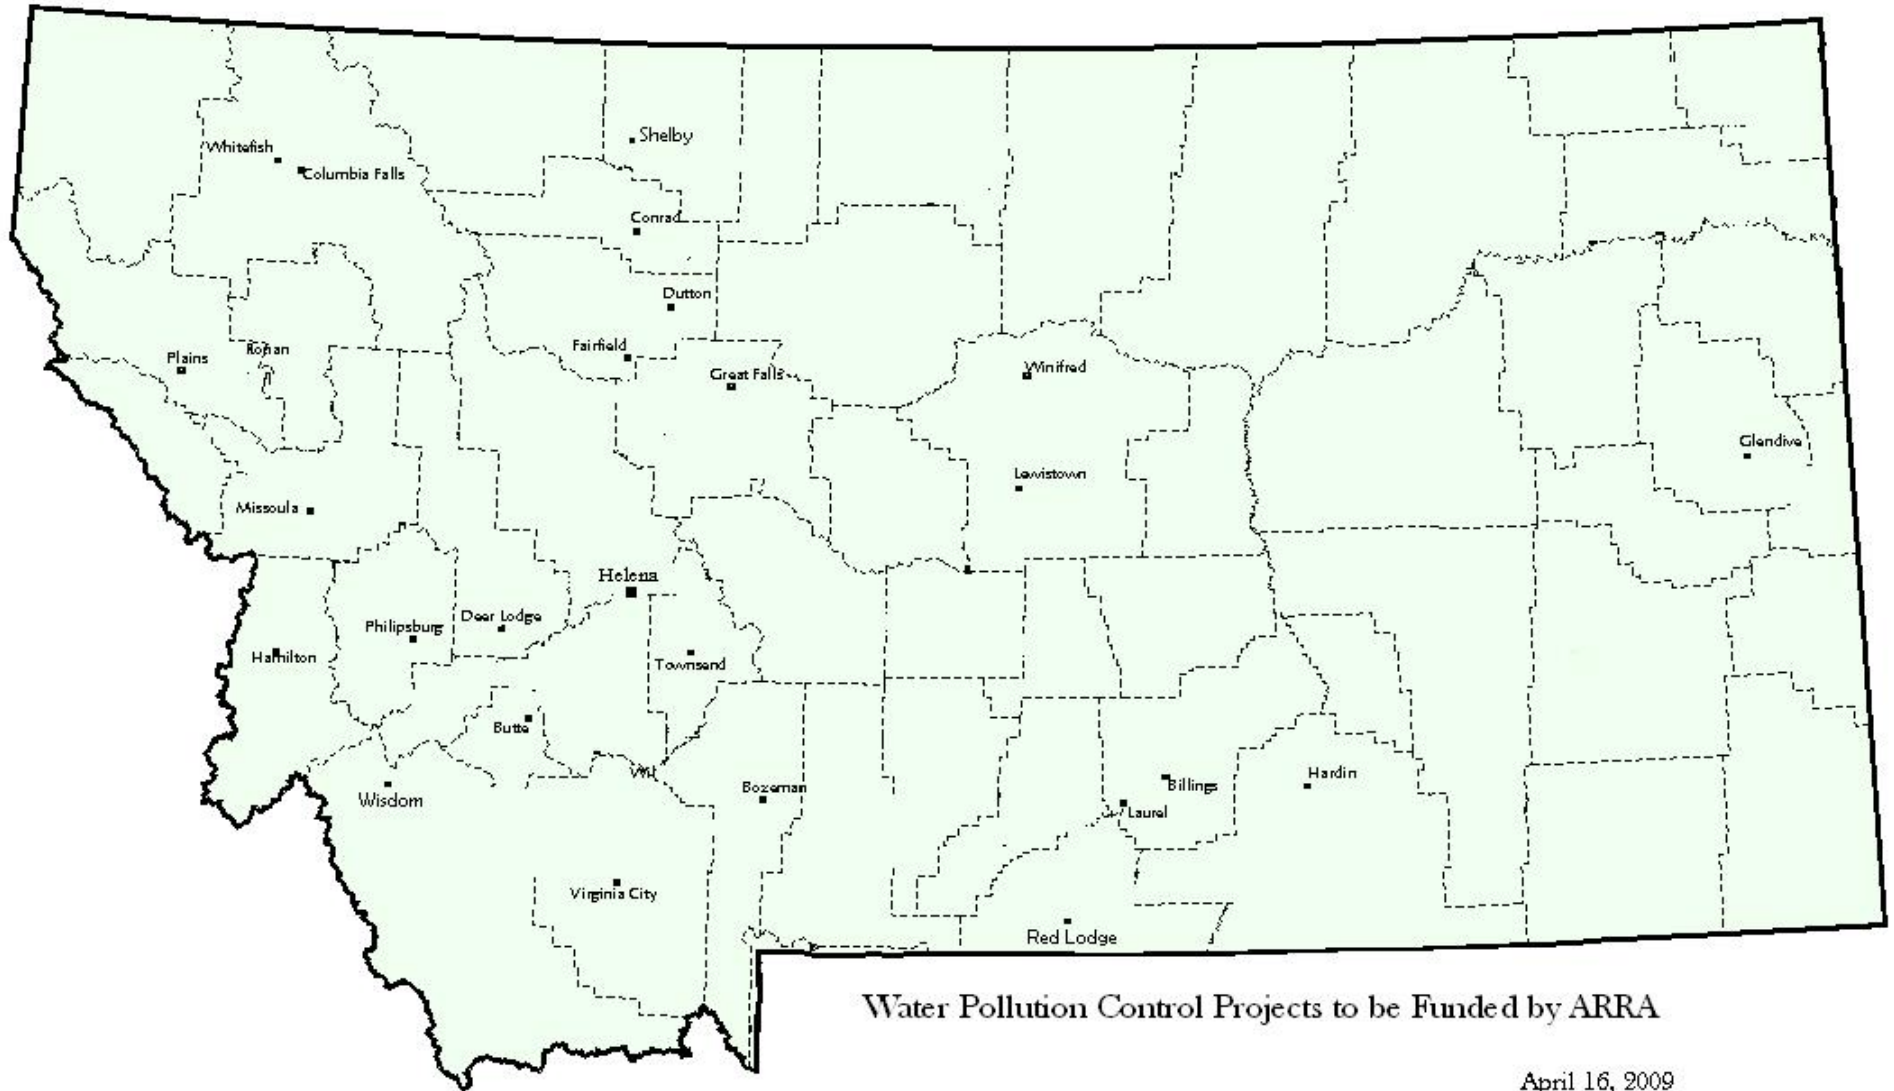 Shelby
Whitefish
Columbia Falls
Conrad
Dutton
Fairfield
Plains
Ronan
Great Falls
Winifred
Glendive
Lewistown
Missoula
Helena
Deer Lodge
Philipsburg
Hamilton
Townsend
Butte
Wisdom
Bozeman
Billings
Hardin
Laurel
Virginia City
Red Lodge
Water Pollution Control Projects to be Funded by ARRA
April 16, 2009